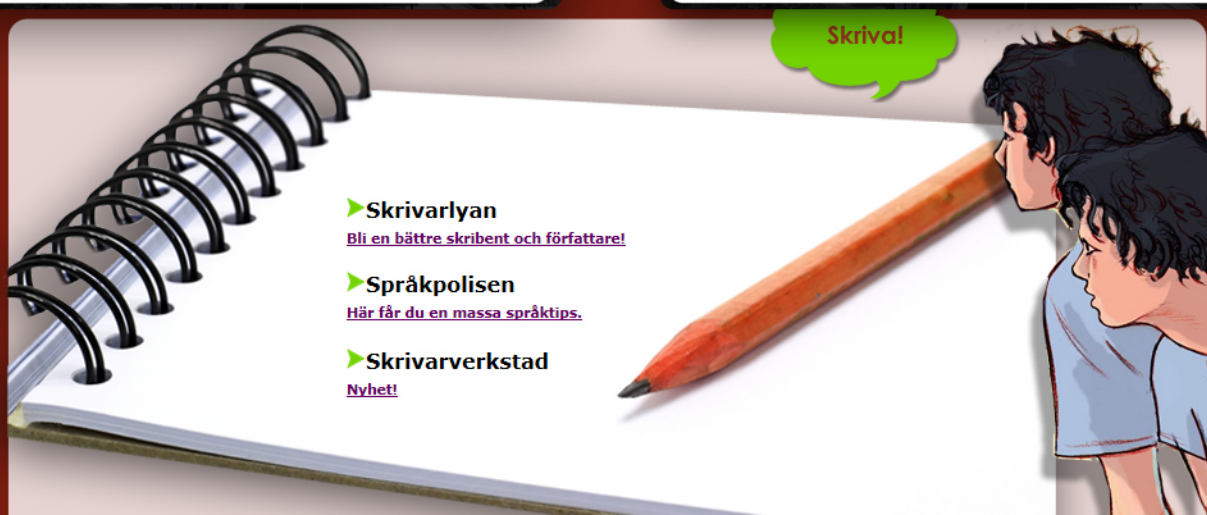 Skriva!
Skrivarlyan
Bli en bättre skribent och författare!
Språkpolisen
Här får du en massa språktips.
Skrivarverkstad
Nyhet!